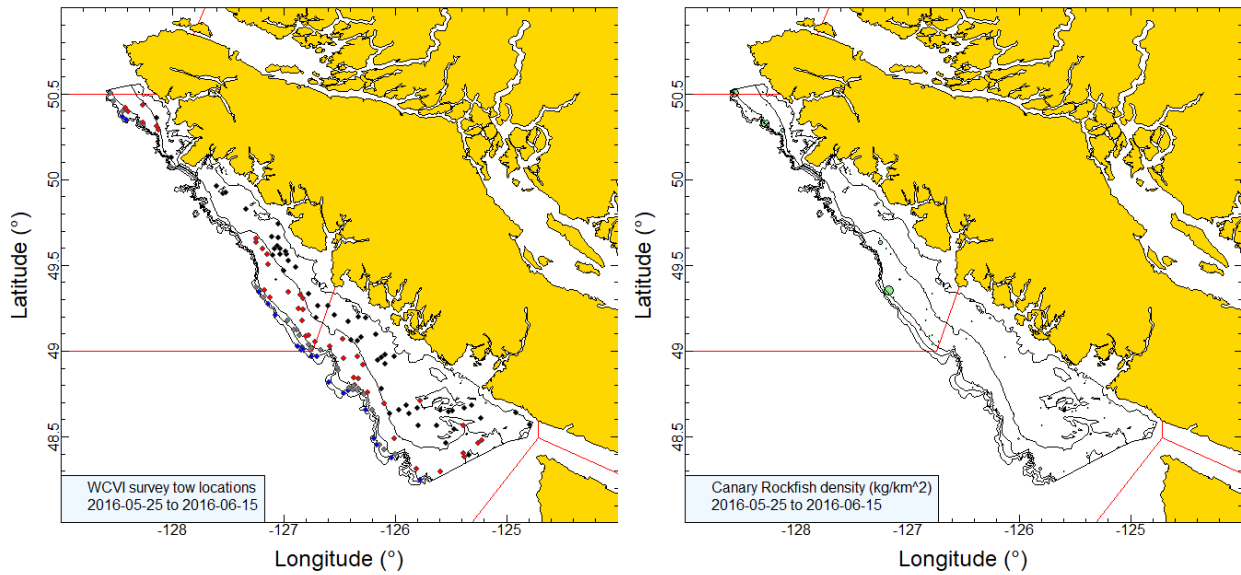 50.5
50
49.5
49
48.5
Latitude (°)
WCVI survey tow locations
2016-05-25 to 2016-06-15
-128
-127
-126
-125
Longitude (°)
50.5
50
49.5
49
48.5
Latitude (°)
Canary Rockfish density (kg/km^2)
2016-05-25 to 2016-06-15
-128
-127
-126
-125
Longitude (°)